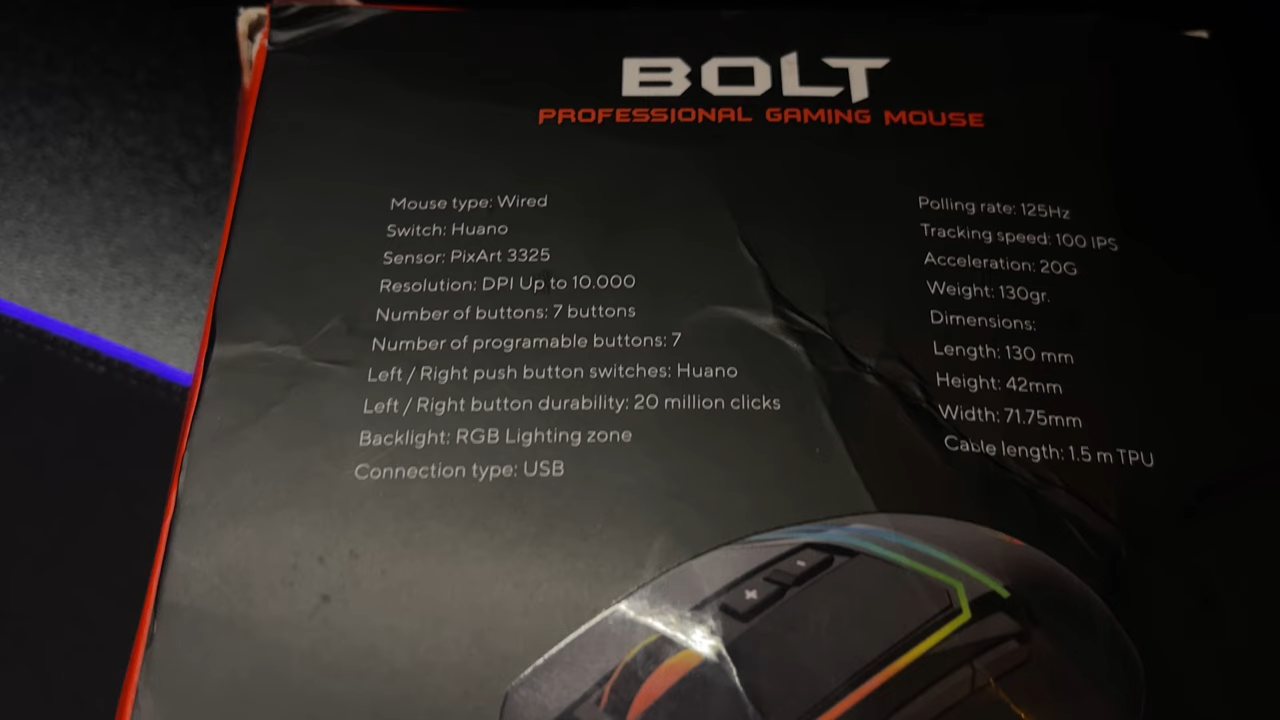 BOLT
PROFESSIONAL GAMING MOUSE
Mouse type: Wired
Switch: Huano
Sensor: PixArt 3325
Resolution: DPI Up to 10.000
Number of buttons: 7 buttons
Number of programable buttons: 7
Left / Right push button switches: Huano
Left / Right button durability: 20 million clicks
Backlight: RGB Lighting zone
Connection type: USB
Polling rate: 125Hz
Tracking speed: 100 IPS
Acceleration: 20G
Weight: 130gr.
Dimensions:
Length: 130 mm
Height: 42mm
Width: 71.75mm
Cable length: 1.5 m TPU